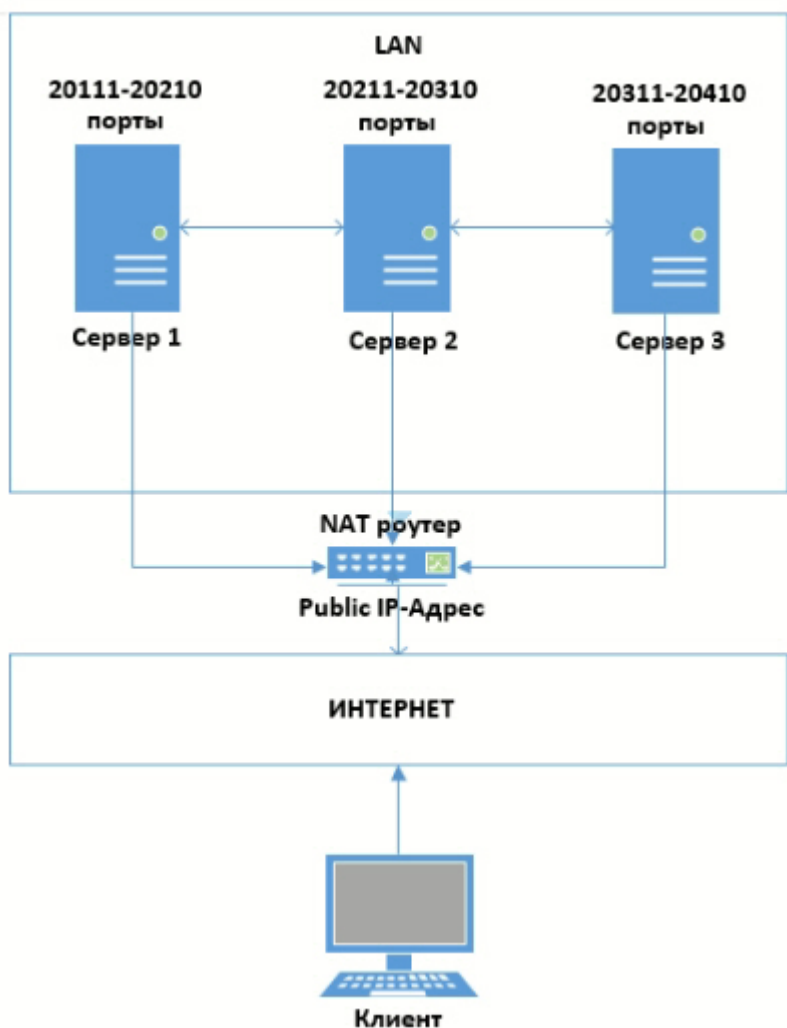 LAN
20111-20210
порты
20211-20310
порты
20311-20410
порты
Сервер 1
Сервер 2
Сервер 3
NAT роутер
Public IP-Адрес
ИНТЕРНЕТ
Клиент